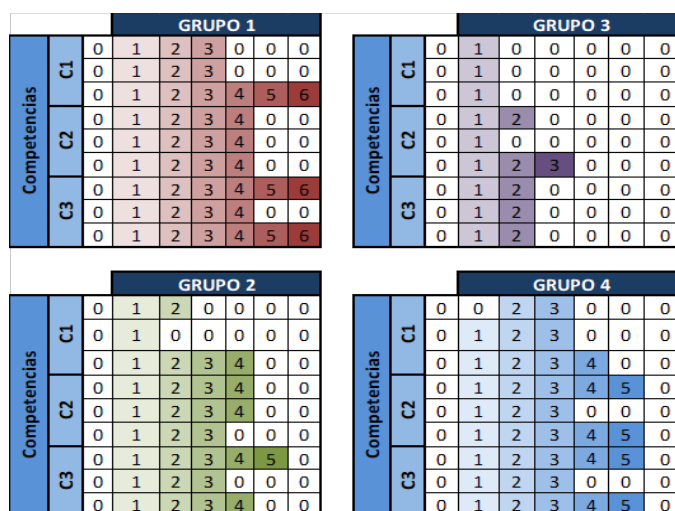 GRUPO 1
Competencias
C1
0 1 2 3 0 0 0
0 1 2 3 0 0 0
0 1 2 3 4 5 6
C2
0 1 2 3 4 0 0
0 1 2 3 4 0 0
0 1 2 3 4 0 0
C3
0 1 2 3 4 5 6
0 1 2 3 4 0 0
0 1 2 3 4 5 6
GRUPO 3
Competencias
C1
0 1 0 0 0 0 0
0 1 0 0 0 0 0
0 1 0 0 0 0 0
C2
0 1 2 0 0 0 0
0 1 0 0 0 0 0
0 1 2 3 0 0 0
C3
0 1 2 0 0 0 0
0 1 2 0 0 0 0
0 1 2 0 0 0 0
GRUPO 2
Competencias
C1
0 1 2 0 0 0 0
0 1 0 0 0 0 0
0 1 2 3 4 0 0
C2
0 1 2 3 4 0 0
0 1 2 3 4 0 0
0 1 2 3 0 0 0
C3
0 1 2 3 4 5 0
0 1 2 3 0 0 0
0 1 2 3 4 0 0
GRUPO 4
Competencias
C1
0 0 2 3 0 0 0
0 1 2 3 0 0 0
0 1 2 3 4 0 0
C2
0 1 2 3 4 5 0
0 1 2 3 0 0 0
0 1 2 3 4 5 0
C3
0 1 2 3 4 5 0
0 1 2 3 0 0 0
0 1 2 3 4 5 0